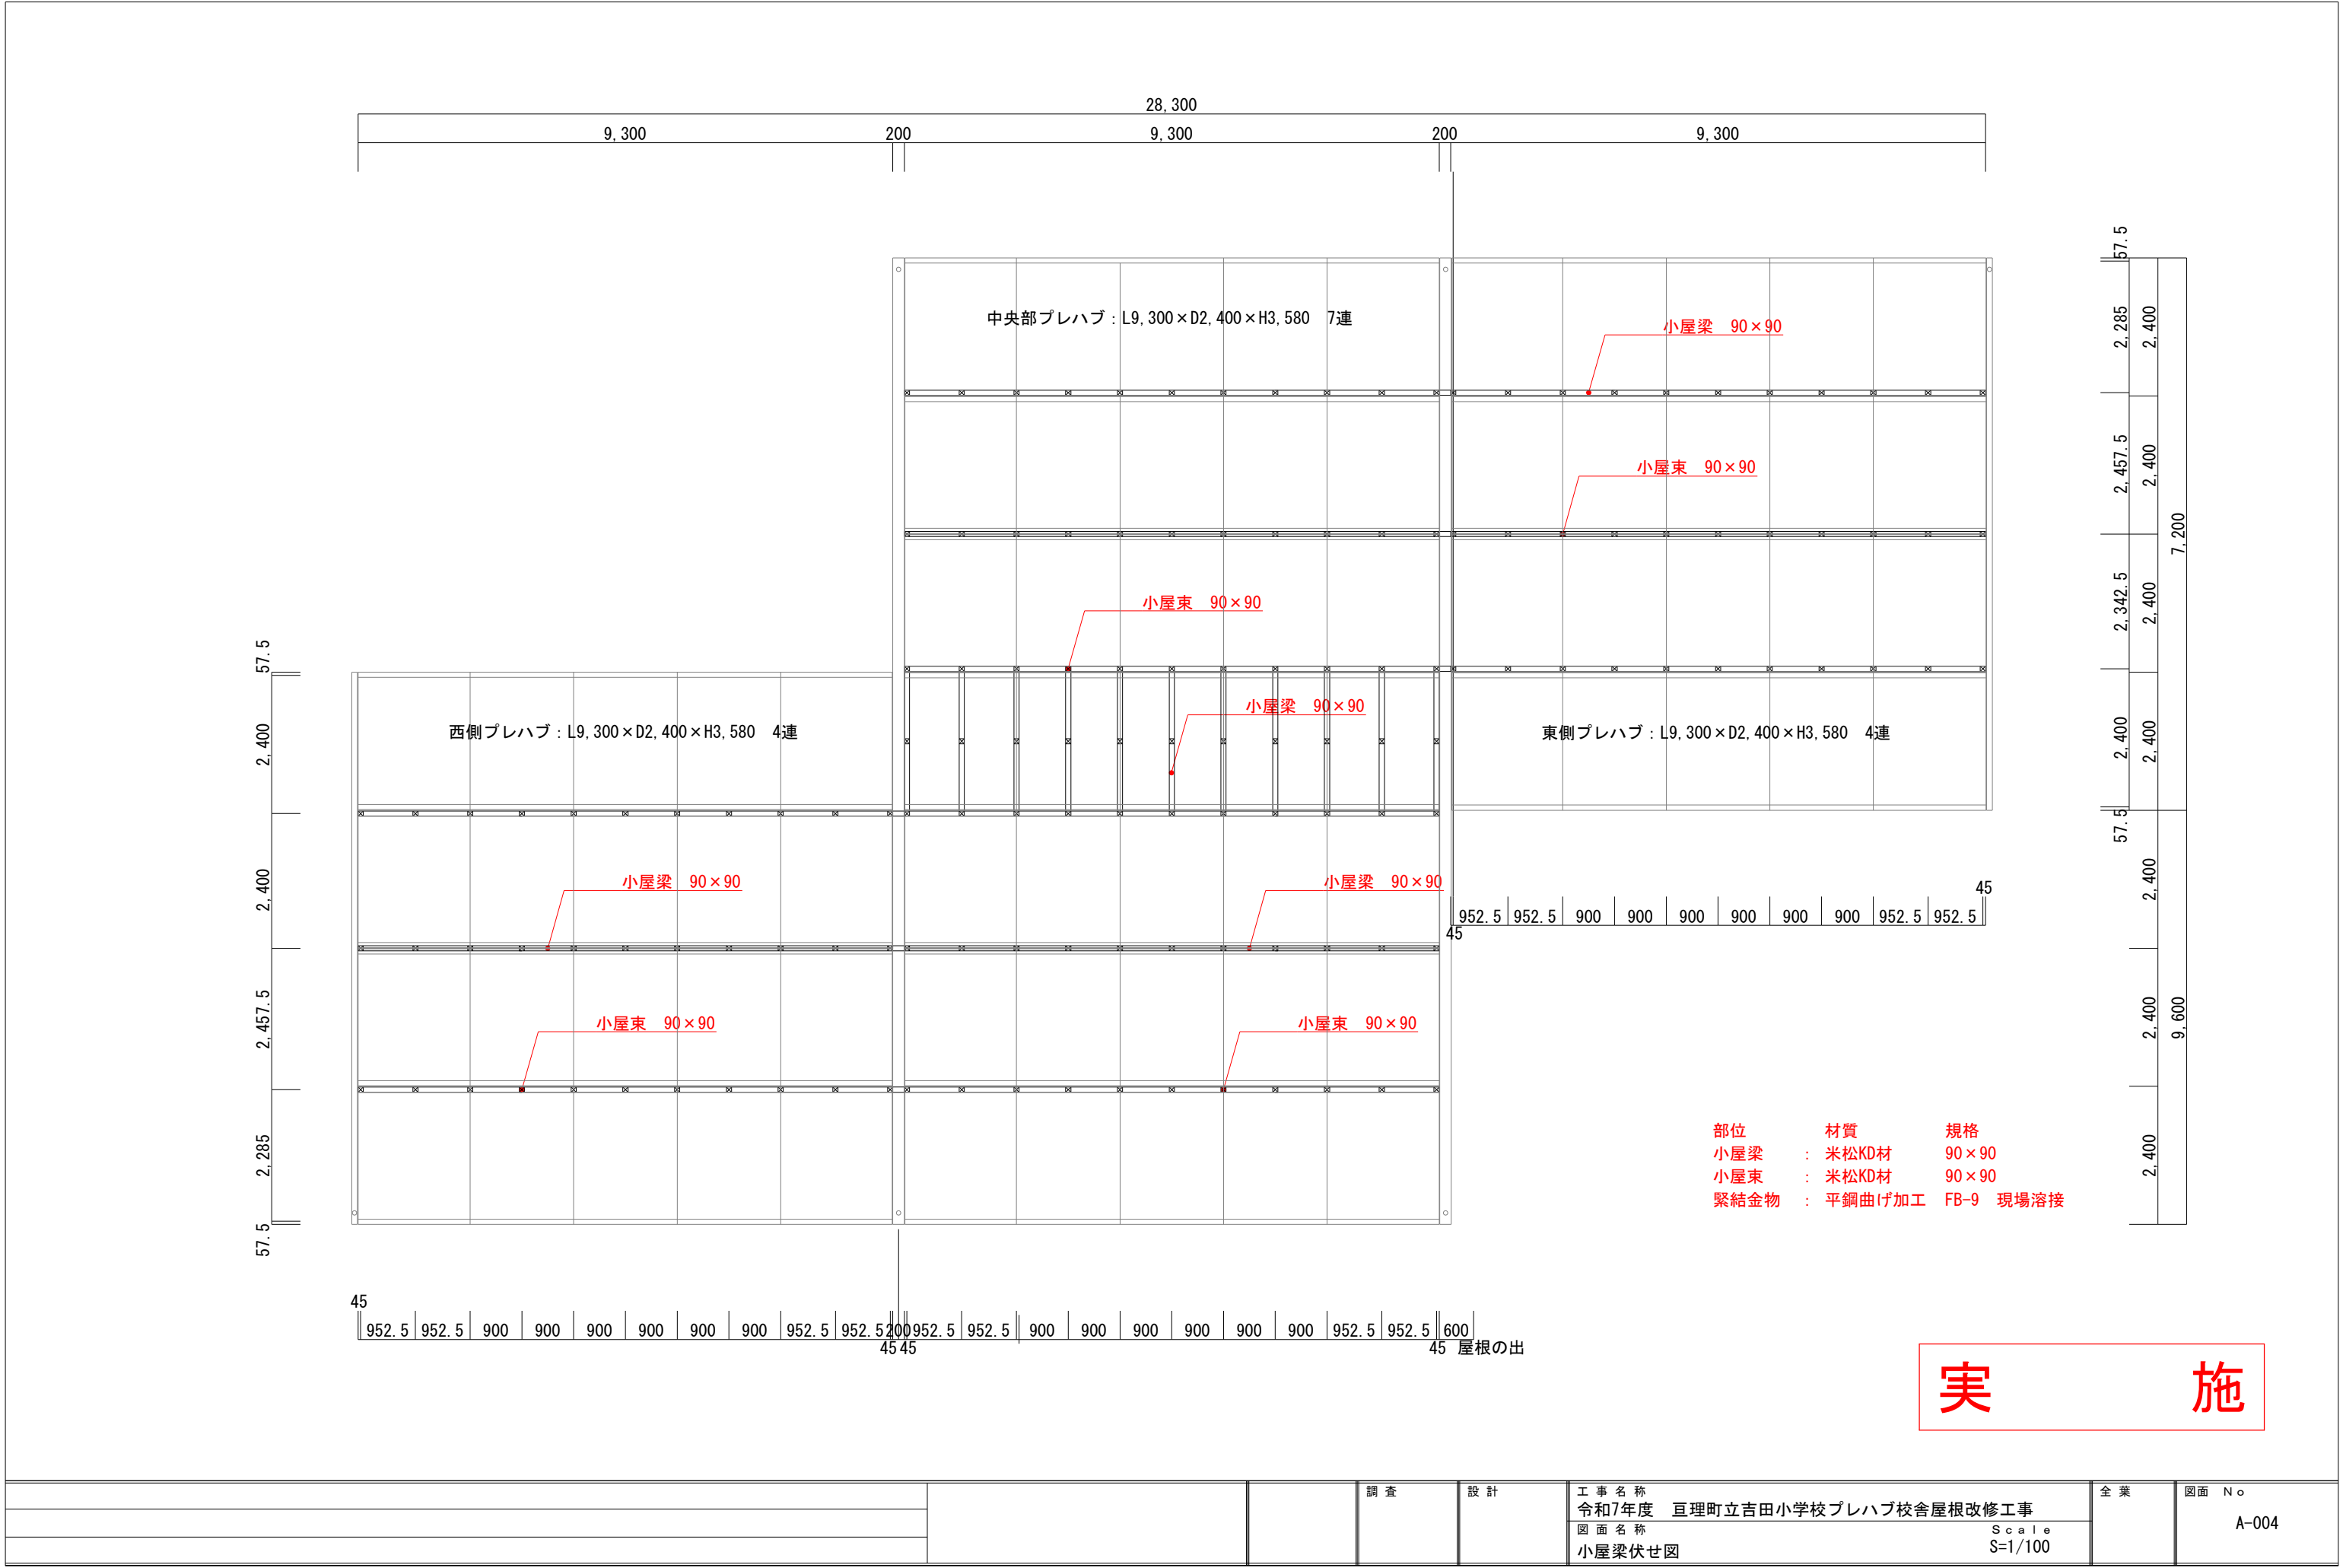 28,300
9,300 200 9,300 200 9,300
中央部プレハブ：L9,300×D2,400×H3,580　7連
小屋梁　90×90
小屋束　90×90
小屋束　90×90
小屋梁　90×90
西側プレハブ：L9,300×D2,400×H3,580　4連
東側プレハブ：L9,300×D2,400×H3,580　4連
小屋梁　90×90
小屋梁　90×90
小屋束　90×90
小屋束　90×90
57.5
2,400
2,400
2,457.5
2,285
57.5
57.5
2,285
2,457.5
2,342.5
2,400
57.5
2,400
2,400
2,400
2,400
2,400
2,400
2,400
7,200
9,600
45
952.5 952.5 900 900 900 900 900 900 952.5 952.5
45
部位　材質　規格
小屋梁　：　米松KD材　90×90
小屋束　：　米松KD材　90×90
緊結金物　：　平鋼曲げ加工　FB-9　現場溶接
45
952.5 952.5 900 900 900 900 900 900 952.5 952.5 200 952.5 952.5 900 900 900 900 900 900 952.5 952.5 600
45 45 45 屋根の出
実　施
調査
設計
工事名称
令和7年度　亘理町立吉田小学校プレハブ校舎屋根改修工事
図面名称
小屋梁伏せ図
Scale
S=1/100
全葉
図面　No
A-004